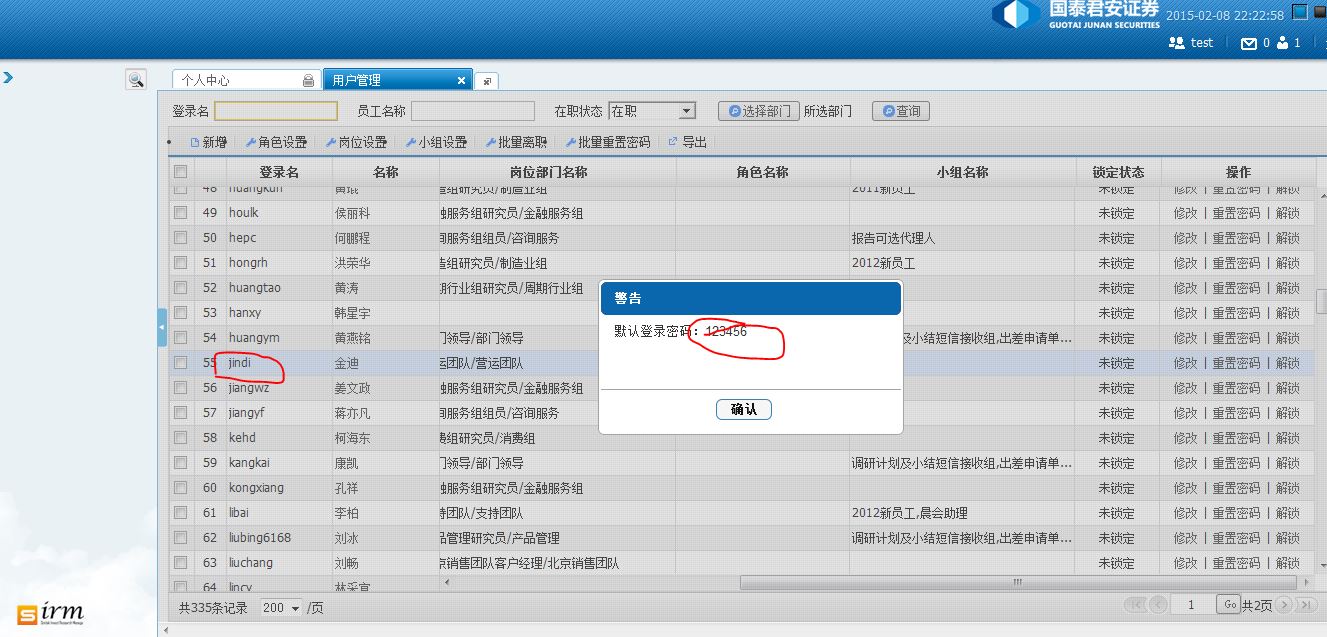 国泰君安证券 2015-02-08 22:22:58
GUOTAI JUNAN SECURITIES
test 0 1
个人中心 用户管理
登录名 员工名称 在职状态 在职 选择部门 所选部门 查询
新增 角色设置 岗位设置 小组设置 批量离职 批量重置密码 导出
登录名 名称 岗位部门名称 角色名称 小组名称 锁定状态 操作
48 huangkun 黄琨 组研究员/制造业组 2011新员工 未锁定 修改 | 重置密码 | 解锁
49 houlk 侯丽科 服务组研究员/金融服务组 未锁定 修改 | 重置密码 | 解锁
50 hepc 何鹏程 服务组组员/咨询服务 报告可选代理人 未锁定 修改 | 重置密码 | 解锁
51 hongrh 洪荣华 组研究员/制造业组 2012新员工 未锁定 修改 | 重置密码 | 解锁
52 huangtao 黄涛 行业组研究员/周期行业组 未锁定 修改 | 重置密码 | 解锁
53 hanxy 韩星宇 未锁定 修改 | 重置密码 | 解锁
54 huangym 黄燕铭 领导/部门领导 及小结短信接收组,出差申请单... 未锁定 修改 | 重置密码 | 解锁
55 jindi 金迪 团队/营运团队 未锁定 修改 | 重置密码 | 解锁
56 jiangwz 姜文政 服务组研究员/金融服务组 未锁定 修改 | 重置密码 | 解锁
57 jiangyf 蒋亦凡 服务组组员/咨询服务 未锁定 修改 | 重置密码 | 解锁
58 kehd 柯海东 组研究员/消费组 未锁定 修改 | 重置密码 | 解锁
59 kangkai 康凯 领导/部门领导 调研计划及小结短信接收组,出差申请单... 未锁定 修改 | 重置密码 | 解锁
60 kongxiang 孔祥 服务组研究员/金融服务组 未锁定 修改 | 重置密码 | 解锁
61 libai 李柏 团队/支持团队 2012新员工,晨会助理 未锁定 修改 | 重置密码 | 解锁
62 liubing6168 刘冰 管理研究员/产品管理 调研计划及小结短信接收组,出差申请单... 未锁定 修改 | 重置密码 | 解锁
63 liuchang 刘畅 销售团队客户经理/北京销售团队 未锁定 修改 | 重置密码 | 解锁
64 lincy 林采宜
警告
默认登录密码：123456
确认
共335条记录 200 /页 1 Go 共2页
sirm